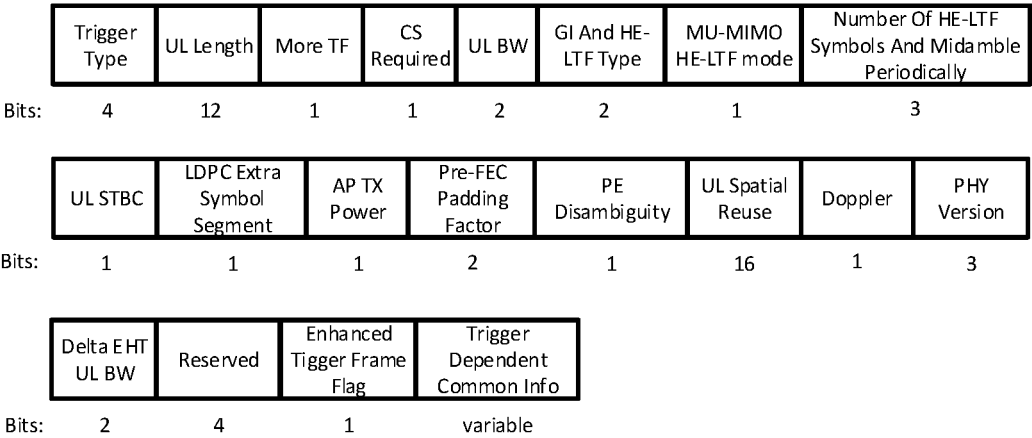 Trigger Type UL Length More TF CS Required UL BW GI And HE-LTF Type MU-MIMO HE-LTF mode Number Of HE-LTF Symbols And Midamble Periodically
Bits: 4 12 1 1 2 2 1 3
UL STBC LDPC Extra Symbol Segment AP TX Power Pre-FEC Padding Factor PE Disambiguity UL Spatial Reuse Doppler PHY Version
Bits: 1 1 1 2 1 16 1 3
Delta EHT UL BW Reserved Enhanced Tigger Frame Flag Trigger Dependent Common Info
Bits: 2 4 1 variable